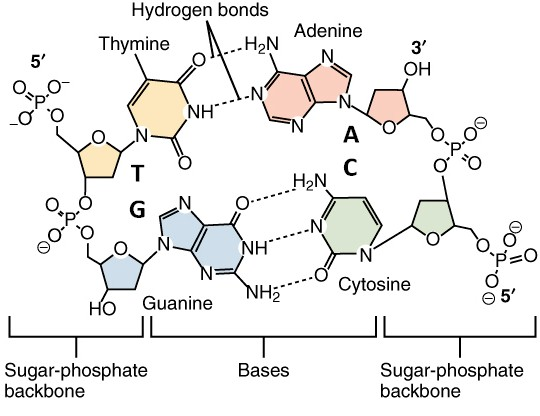 Hydrogen bonds
Thymine
Adenine
5′
3′
O
H₂N
N
OH
O
O⁻
P
⁻O
O
O
NH
N
N
N
N
O
O
O
P
O
⊖
O
N
O
T
A
O
G
C
H₂N
O
P
O
O
⊖
N
N
O
NH
N
N
O
O
O
⊖
P
O
O
⊖
5′
O
N
N
NH₂
O
HO
Guanine
Cytosine
Sugar-phosphate
backbone
Bases
Sugar-phosphate
backbone